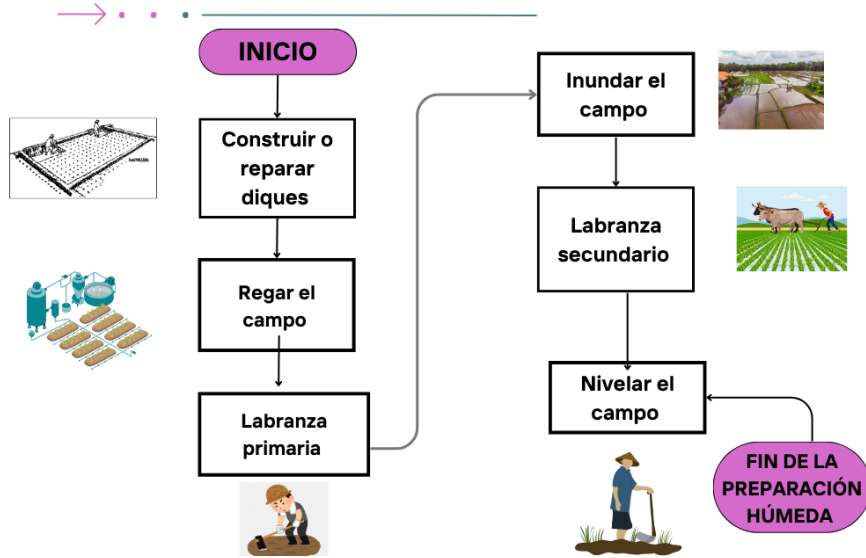 INICIO
Construir o
reparar
diques
Regar el
campo
Labranza
primaria
Inundar el
campo
Labranza
secundario
Nivelar el
campo
FIN DE LA
PREPARACIÓN
HÚMEDA